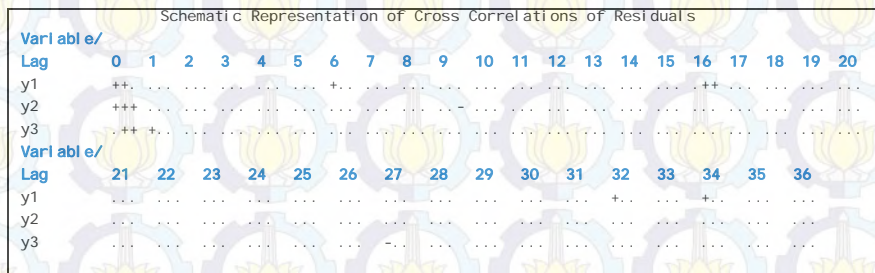 Schematic Representation of Cross Correlations of Residuals
Variable/
Lag 0 1 2 3 4 5 6 7 8 9 10 11 12 13 14 15 16 17 18 19 20
y1 ++. ... ... ... ... ... +.. ... ... ... ... ... ... ... ... ... .++ ... ... ... ...
y2 +++ ... ... ... ... ... ... ... ... ..- ... ... ... ... ... ... ... ... ... ... ...
y3 .++ +.. ... ... ... ... ... ... ... ... ... ... ... ... ... ... ... ... ... ... ...
Variable/
Lag 21 22 23 24 25 26 27 28 29 30 31 32 33 34 35 36
y1 ... ... ... ... ... ... ... ... ... ... ... +.. ... +.. ... ...
y2 ... ... ... ... ... ... ... ... ... ... ... ... ... ... ... ...
y3 ... ... ... ... ... ... -.. ... ... ... ... ... ... ... ... ...